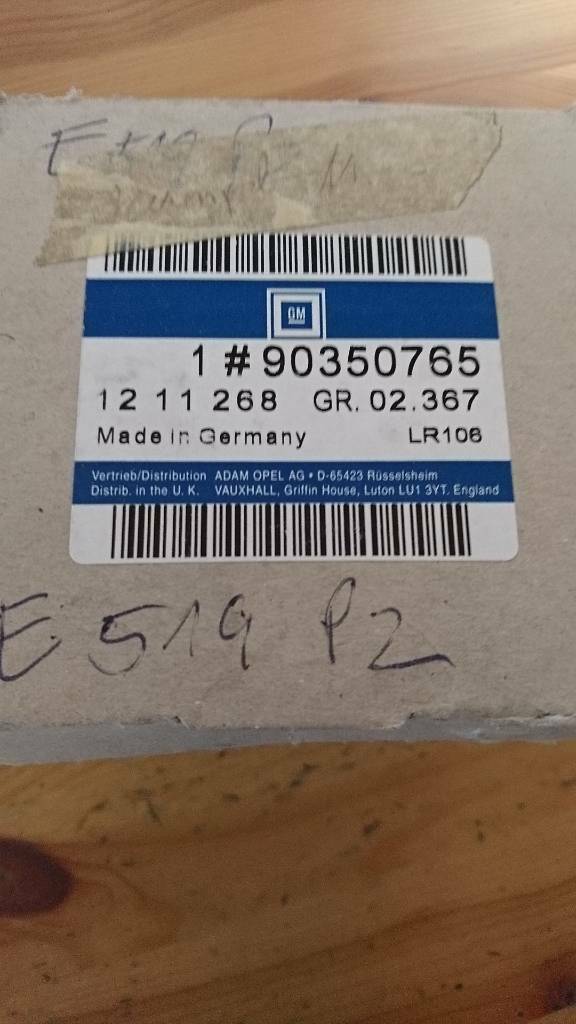 GM
1 # 90350765
12 11 268 GR. 02.367
Made in Germany LR106
Vertrieb/Distribution ADAM OPEL AG • D-65423 Rüsselsheim
Distrib. in the U. K. VAUXHALL, Griffin House, Luton LU1 3YT. England
E 519 P2